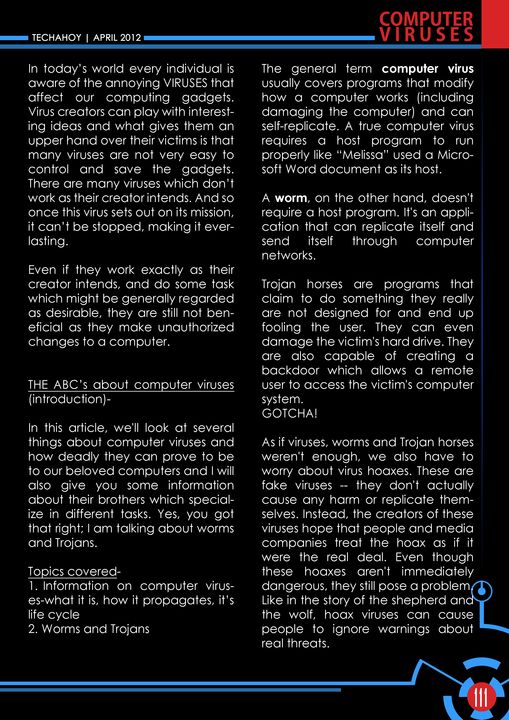 TECHAHOY | APRIL 2012
COMPUTER
VIRUSES
In today’s world every individual is
aware of the annoying VIRUSES that
affect our computing gadgets.
Virus creators can play with interest-
ing ideas and what gives them an
upper hand over their victims is that
many viruses are not very easy to
control and save the gadgets.
There are many viruses which don’t
work as their creator intends. And so
once this virus sets out on its mission,
it can’t be stopped, making it ever-
lasting.
Even if they work exactly as their
creator intends, and do some task
which might be generally regarded
as desirable, they are still not ben-
eficial as they make unauthorized
changes to a computer.
THE ABC’s about computer viruses
(introduction)-
In this article, we'll look at several
things about computer viruses and
how deadly they can prove to be
to our beloved computers and I will
also give you some information
about their brothers which special-
ize in different tasks. Yes, you got
that right; I am talking about worms
and Trojans.
Topics covered-
1. Information on computer virus-
es-what it is, how it propagates, it’s
life cycle
2. Worms and Trojans
The general term computer virus
usually covers programs that modify
how a computer works (including
damaging the computer) and can
self-replicate. A true computer virus
requires a host program to run
properly like “Melissa” used a Micro-
soft Word document as its host.
A worm, on the other hand, doesn't
require a host program. It's an appli-
cation that can replicate itself and
send itself through computer
networks.
Trojan horses are programs that
claim to do something they really
are not designed for and end up
fooling the user. They can even
damage the victim's hard drive. They
are also capable of creating a
backdoor which allows a remote
user to access the victim's computer
system.
GOTCHA!
As if viruses, worms and Trojan horses
weren't enough, we also have to
worry about virus hoaxes. These are
fake viruses -- they don't actually
cause any harm or replicate them-
selves. Instead, the creators of these
viruses hope that people and media
companies treat the hoax as if it
were the real deal. Even though
these hoaxes aren't immediately
dangerous, they still pose a problem.
Like in the story of the shepherd and
the wolf, hoax viruses can cause
people to ignore warnings about
real threats.
111